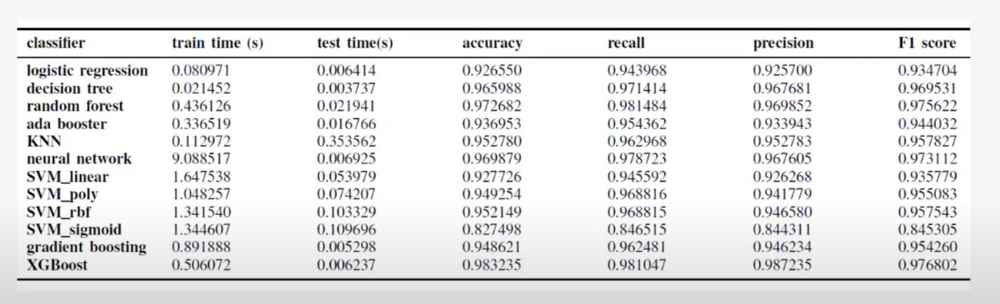 classifier train time (s) test time(s) accuracy recall precision F1 score
logistic regression 0.080971 0.006414 0.926550 0.943968 0.925700 0.934704
decision tree 0.021452 0.003737 0.965988 0.971414 0.967681 0.969531
random forest 0.436126 0.021941 0.972682 0.981484 0.969852 0.975622
ada booster 0.336519 0.016766 0.936953 0.954362 0.933943 0.944032
KNN 0.112972 0.353562 0.952780 0.962968 0.952783 0.957827
neural network 9.088517 0.006925 0.969879 0.978723 0.967605 0.973112
SVM_linear 1.647538 0.053979 0.927726 0.945592 0.926268 0.935779
SVM_poly 1.048257 0.074207 0.949254 0.968816 0.941779 0.955083
SVM_rbf 1.341540 0.103329 0.952149 0.968815 0.946580 0.957543
SVM_sigmoid 1.344607 0.109696 0.827498 0.846515 0.844311 0.845305
gradient boosting 0.891888 0.005298 0.948621 0.962481 0.946234 0.954260
XGBoost 0.506072 0.006237 0.983235 0.981047 0.987235 0.976802